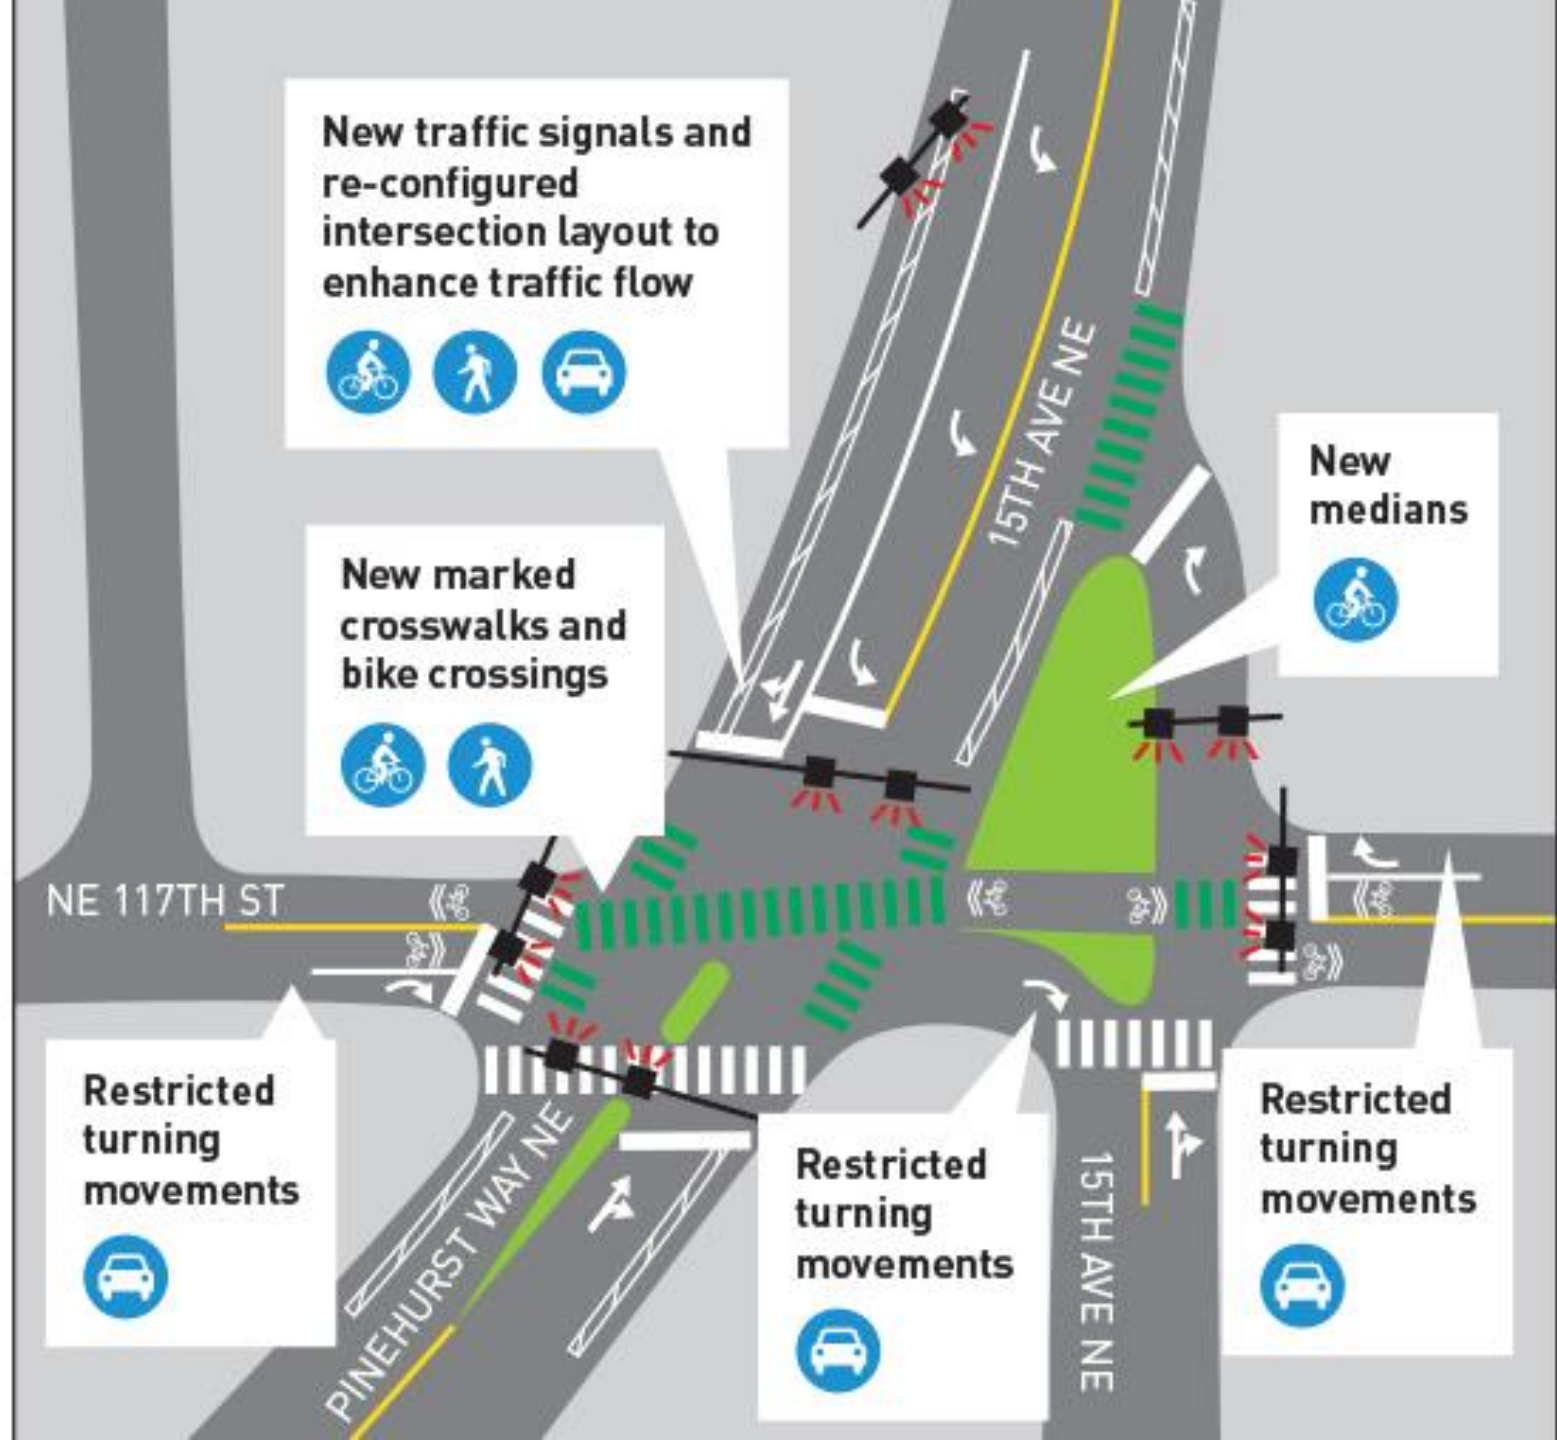 New traffic signals and
re-configured
intersection layout to
enhance traffic flow
15TH AVE NE
New
medians
New marked
crosswalks and
bike crossings
NE 117TH ST
Restricted
turning
movements
PINEHURST WAY NE
Restricted
turning
movements
15TH AVE NE
Restricted
turning
movements